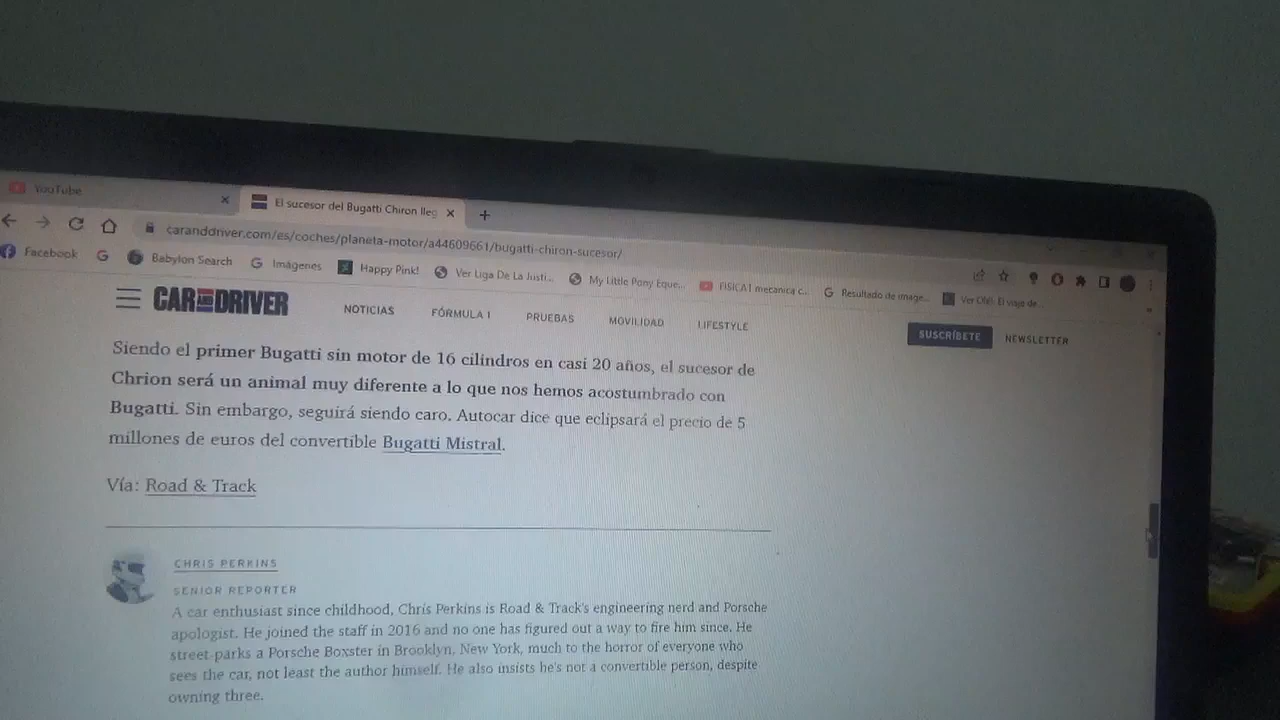 YouTube
El sucesor del Bugatti Chiron lleg
caranddriver.com/es/coches/planeta-motor/a44609661/bugatti-chiron-sucesor/
Facebook
Babylon Search
Imágenes
Happy Pink!
Ver Liga De La Justi...
My Little Pony Eque...
FISICA I mecanica c...
Resultado de image...
CAR AND DRIVER
NOTICIAS
FÓRMULA 1
PRUEBAS
MOVILIDAD
LIFESTYLE
SUSCRÍBETE
NEWSLETTER
Siendo el primer Bugatti sin motor de 16 cilindros en casi 20 años, el sucesor de
Chrion será un animal muy diferente a lo que nos hemos acostumbrado con
Bugatti. Sin embargo, seguirá siendo caro. Autocar dice que eclipsará el precio de 5
millones de euros del convertible Bugatti Mistral.
Vía: Road & Track
CHRIS PERKINS
SENIOR REPORTER
A car enthusiast since childhood, Chris Perkins is Road & Track's engineering nerd and Porsche
apologist. He joined the staff in 2016 and no one has figured out a way to fire him since. He
street-parks a Porsche Boxster in Brooklyn, New York, much to the horror of everyone who
sees the car, not least the author himself. He also insists he's not a convertible person, despite
owning three.